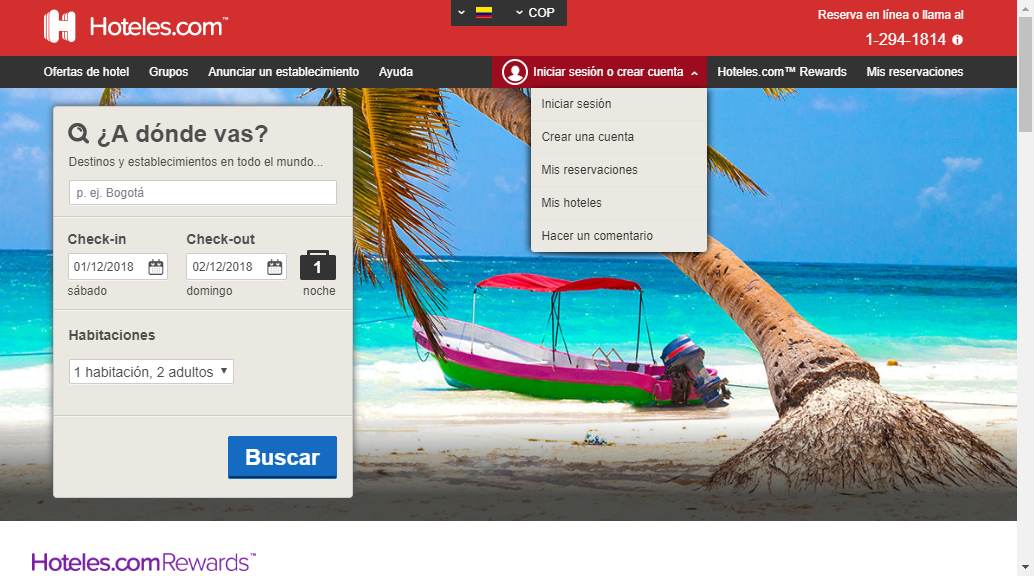 Hoteles.com™
COP
Reserva en línea o llama al
1-294-1814
Ofertas de hotel Grupos Anunciar un establecimiento Ayuda Iniciar sesión o crear cuenta Hoteles.com™ Rewards Mis reservaciones
Iniciar sesión
Crear una cuenta
Mis reservaciones
Mis hoteles
Hacer un comentario
¿A dónde vas?
Destinos y establecimientos en todo el mundo...
p. ej. Bogotá
Check-in Check-out
01/12/2018 02/12/2018 1
sábado domingo noche
Habitaciones
1 habitación, 2 adultos
Buscar
Hoteles.com Rewards™